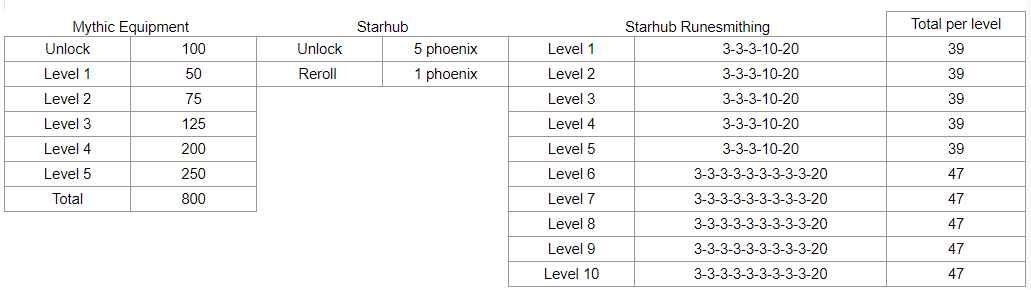 Mythic Equipment Starhub Starhub Runesmithing Total per level
Unlock 100 Unlock 5 phoenix Level 1 3-3-3-10-20 39
Level 1 50 Reroll 1 phoenix Level 2 3-3-3-10-20 39
Level 2 75 Level 3 3-3-3-10-20 39
Level 3 125 Level 4 3-3-3-10-20 39
Level 4 200 Level 5 3-3-3-10-20 39
Level 5 250 Level 6 3-3-3-3-3-3-3-3-3-20 47
Total 800 Level 7 3-3-3-3-3-3-3-3-3-20 47
Level 8 3-3-3-3-3-3-3-3-3-20 47
Level 9 3-3-3-3-3-3-3-3-3-20 47
Level 10 3-3-3-3-3-3-3-3-3-20 47